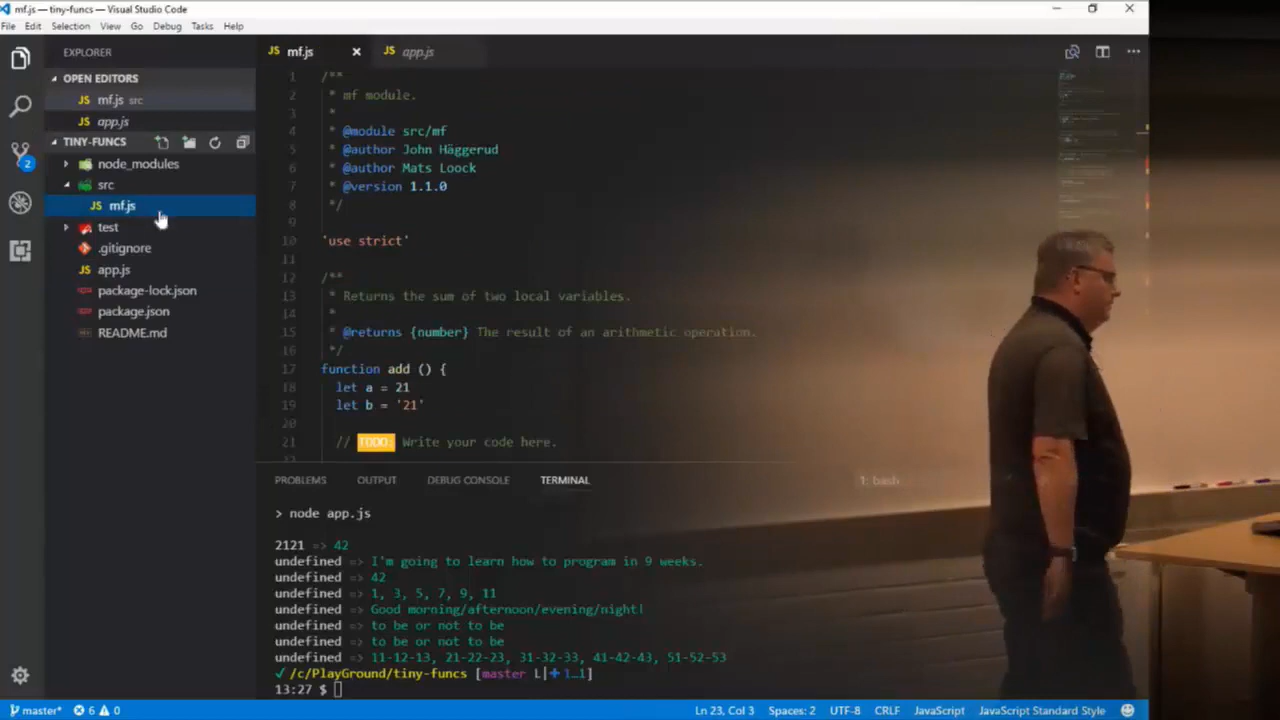 mf.js — tiny-funcs — Visual Studio Code
File Edit Selection View Go Debug Tasks Help
EXPLORER
OPEN EDITORS
JS mf.js src
JS app.js
TINY-FUNCS
node_modules
src
JS mf.js
test
.gitignore
JS app.js
package-lock.json
package.json
README.md
2
JS mf.js
JS app.js
1 /**
2 * mf module.
3 *
4 * @module src/mf
5 * @author John Häggerud
6 * @author Mats Loock
7 * @version 1.1.0
8 */
9
10 'use strict'
11
12 /**
13 * Returns the sum of two local variables.
14 *
15 * @returns {number} The result of an arithmetic operation.
16 */
17 function add () {
18 let a = 21
19 let b = '21'
20
21 // TODO: Write your code here.
PROBLEMS OUTPUT DEBUG CONSOLE TERMINAL 1: bash
> node app.js
2121 => 42
undefined => I'm going to learn how to program in 9 weeks.
undefined => 42
undefined => 1, 3, 5, 7, 9, 11
undefined => Good morning/afternoon/evening/night!
undefined => to be or not to be
undefined => to be or not to be
undefined => 11-12-13, 21-22-23, 31-32-33, 41-42-43, 51-52-53
✓ /c/PlayGround/tiny-funcs [master L|✚ 1…1]
13:27 $
master* 6 0 Ln 23, Col 3 Spaces: 2 UTF-8 CRLF JavaScript JavaScript Standard Style